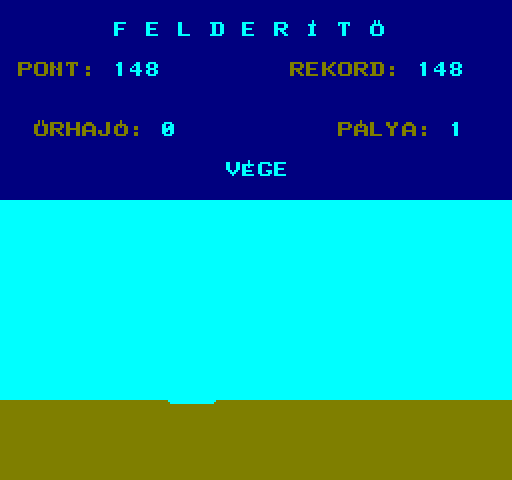 F E L D E R Í T Ő
PONT: 148 REKORD: 148
ŰRHAJÓ: 0 PÁLYA: 1
VÉGE